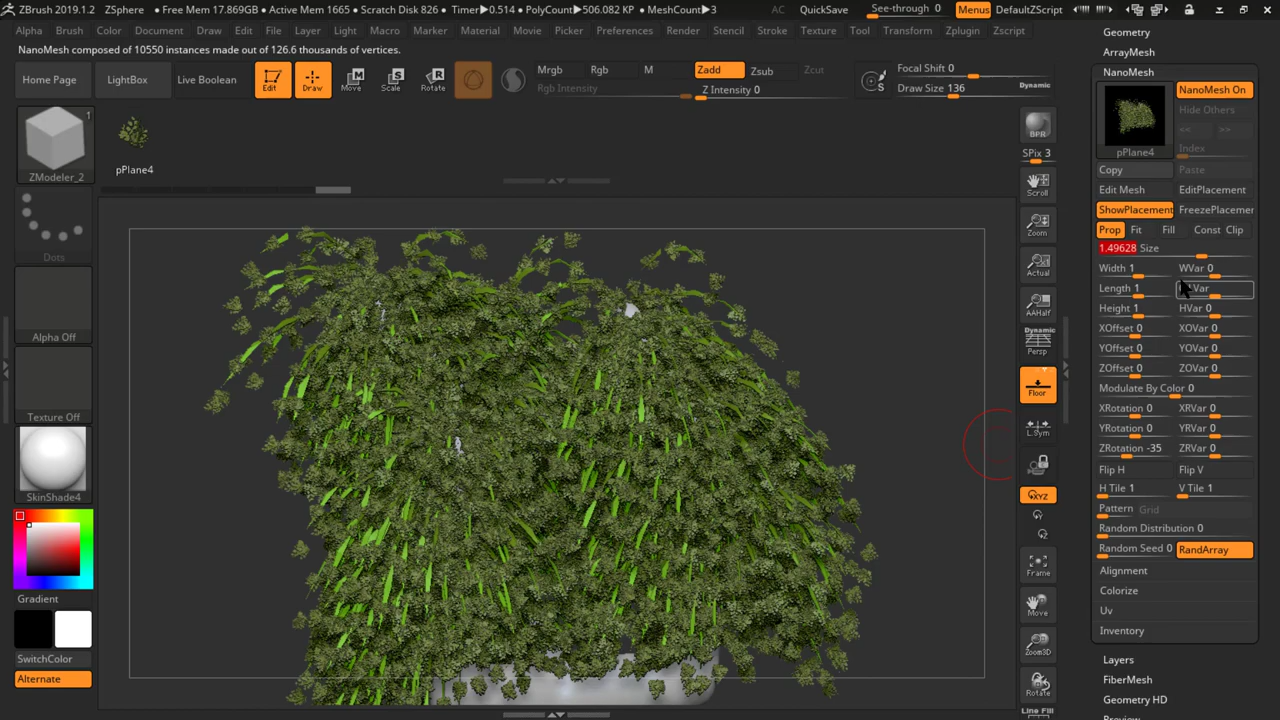 ZBrush 2019.1.2 ZSphere • Free Mem 17.869GB • Active Mem 1665 • Scratch Disk 826 • Timer▶0.514 • PolyCount▶506.082 KP • MeshCount▶3 AC QuickSave See-through 0 Menus DefaultZScript
Alpha Brush Color Document Draw Edit File Layer Light Macro Marker Material Movie Picker Preferences Render Stencil Stroke Texture Tool Transform Zplugin Zscript
NanoMesh composed of 10550 instances made out of 126.6 thousands of vertices.
Home Page LightBox Live Boolean Edit Draw Move Scale Rotate
Mrgb Rgb M Zadd Zsub Zcut
Rgb Intensity Z Intensity 0
Focal Shift 0
Draw Size 136 Dynamic
1
ZModeler_2
pPlane4
Dots
Alpha Off
Texture Off
SkinShade4
Gradient
SwitchColor
Alternate
BPR
SPix 3
Scroll
Zoom
Actual
AAHalf
Dynamic
Persp
Floor
L.Sym
XYZ
Frame
Move
Zoom3D
Rotate
Line Fill
Geometry
ArrayMesh
NanoMesh
NanoMesh On
Hide Others
<< >>
Index
pPlane4
Copy Paste
Edit Mesh EditPlacement
ShowPlacement FreezePlacemer
Prop Fit Fill Const Clip
1.49628 Size
Width 1 WVar 0
Length 1 Var
Height 1 HVar 0
XOffset 0 XOVar 0
YOffset 0 YOVar 0
ZOffset 0 ZOVar 0
Modulate By Color 0
XRotation 0 XRVar 0
YRotation 0 YRVar 0
ZRotation -35 ZRVar 0
Flip H Flip V
H Tile 1 V Tile 1
Pattern Grid
Random Distribution 0
Random Seed 0 RandArray
Alignment
Colorize
Uv
Inventory
Layers
FiberMesh
Geometry HD
Preview